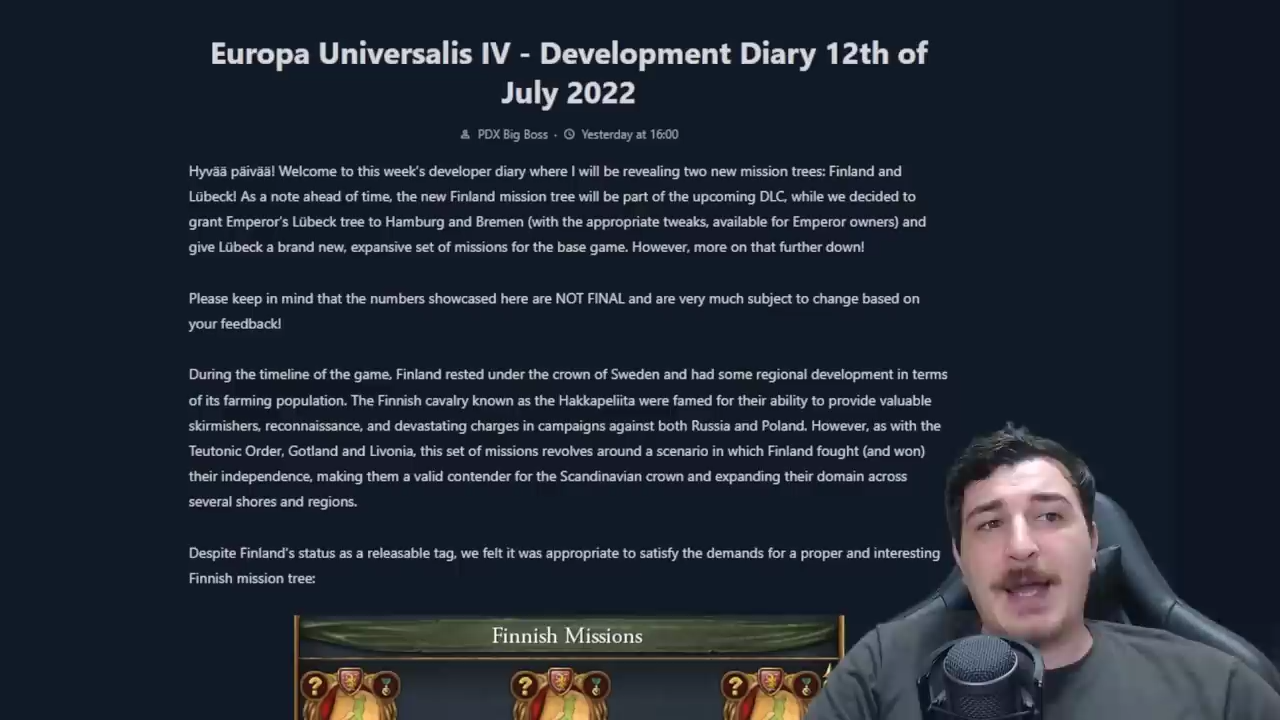 Europa Universalis IV - Development Diary 12th of
July 2022
PDX Big Boss · Yesterday at 16:00
Hyvää päivää! Welcome to this week's developer diary where I will be revealing two new mission trees: Finland and
Lübeck! As a note ahead of time, the new Finland mission tree will be part of the upcoming DLC, while we decided to
grant Emperor's Lübeck tree to Hamburg and Bremen (with the appropriate tweaks, available for Emperor owners) and
give Lübeck a brand new, expansive set of missions for the base game. However, more on that further down!
Please keep in mind that the numbers showcased here are NOT FINAL and are very much subject to change based on
your feedback!
During the timeline of the game, Finland rested under the crown of Sweden and had some regional development in terms
of its farming population. The Finnish cavalry known as the Hakkapeliita were famed for their ability to provide valuable
skirmishers, reconnaissance, and devastating charges in campaigns against both Russia and Poland. However, as with the
Teutonic Order, Gotland and Livonia, this set of missions revolves around a scenario in which Finland fought (and won)
their independence, making them a valid contender for the Scandinavian crown and expanding their domain across
several shores and regions.
Despite Finland's status as a releasable tag, we felt it was appropriate to satisfy the demands for a proper and interesting
Finnish mission tree:
Finnish Missions
? ? ?